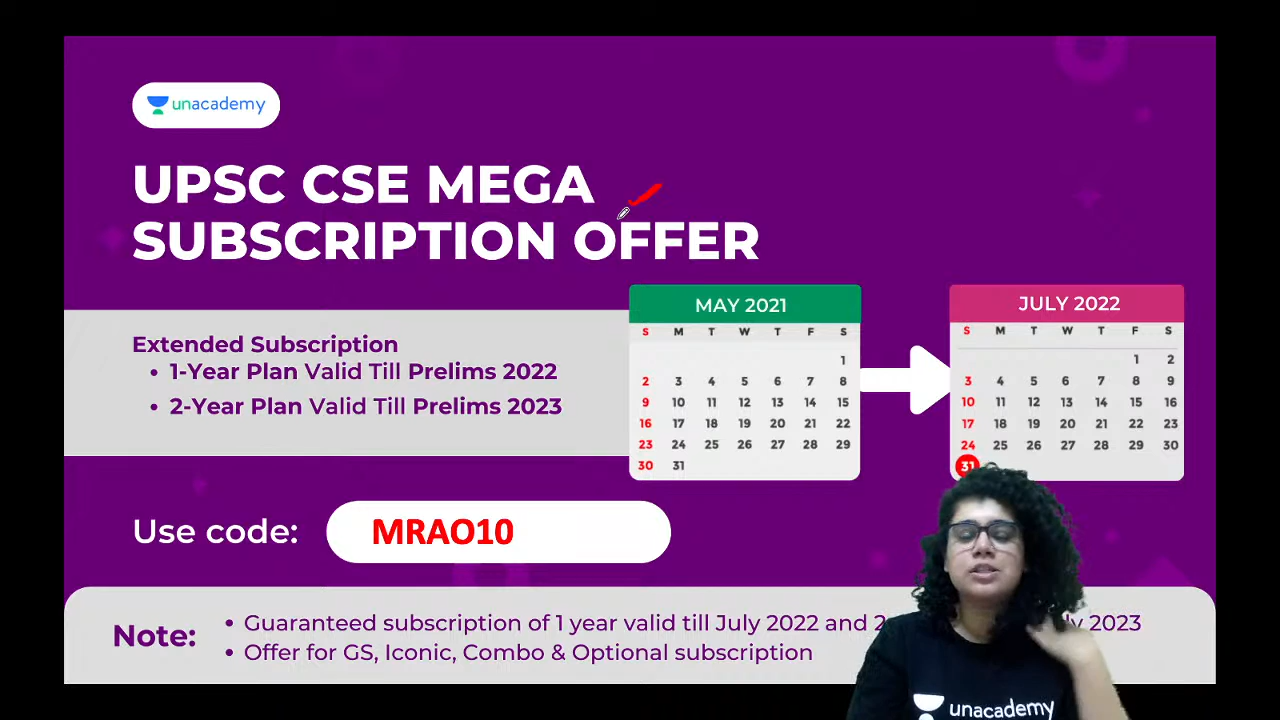 unacademy
UPSC CSE MEGA
SUBSCRIPTION OFFER
Extended Subscription
• 1-Year Plan Valid Till Prelims 2022
• 2-Year Plan Valid Till Prelims 2023
MAY 2021
S M T W T F S
1
2 3 4 5 6 7 8
9 10 11 12 13 14 15
16 17 18 19 20 21 22
23 24 25 26 27 28 29
30 31
JULY 2022
S M T W T F S
1 2
3 4 5 6 7 8 9
10 11 12 13 14 15 16
17 18 19 20 21 22 23
24 25 26 27 28 29 30
31
Use code: MRAO10
Note:
• Guaranteed subscription of 1 year valid till July 2022 and 2 2023
• Offer for GS, Iconic, Combo & Optional subscription
unacademy